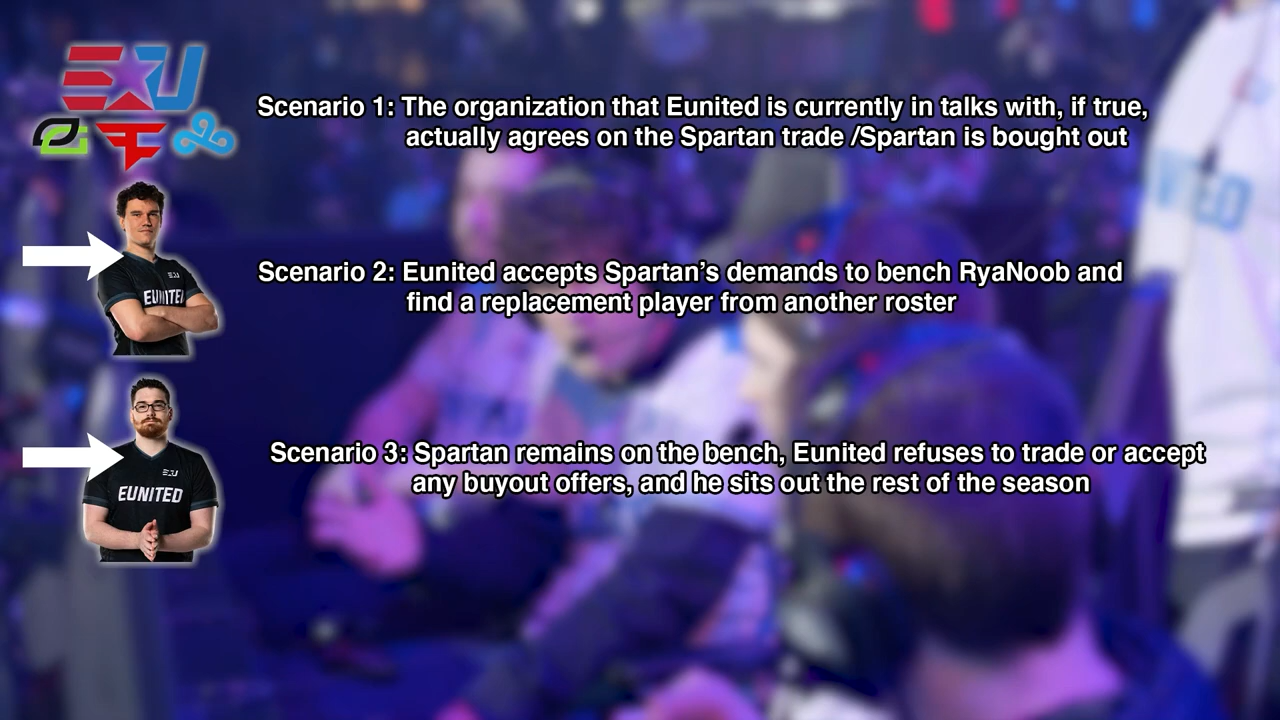 Scenario 1: The organization that Eunited is currently in talks with, if true,
actually agrees on the Spartan trade /Spartan is bought out
Scenario 2: Eunited accepts Spartan's demands to bench RyaNoob and
find a replacement player from another roster
EUNITED
Scenario 3: Spartan remains on the bench, Eunited refuses to trade or accept
any buyout offers, and he sits out the rest of the season
EUNITED